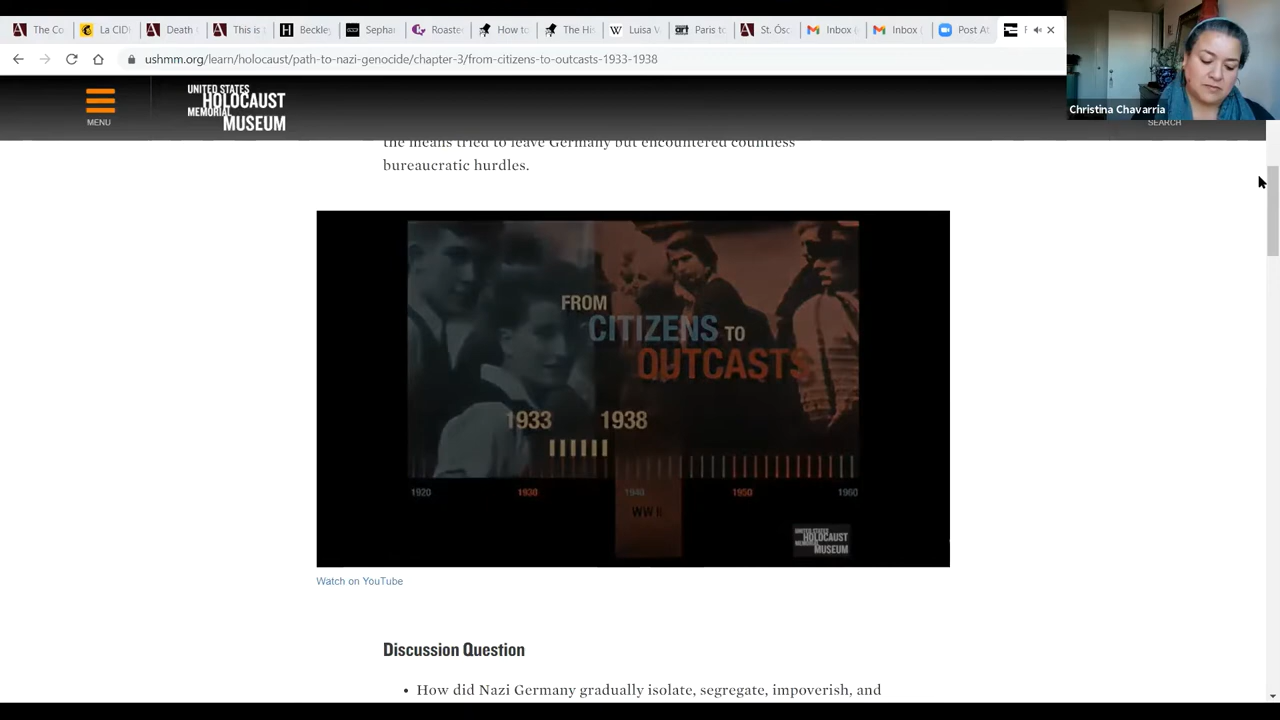 The Co
La CID
Death
This is
Beckley
Sephar
Roaste
How to
The His
Luisa V
Paris to
St. Ósc
Inbox (
Inbox (
Post At
ushmm.org/learn/holocaust/path-to-nazi-genocide/chapter-3/from-citizens-to-outcasts-1933-1938
Christina Chavarria
MENU
UNITED STATES
HOLOCAUST
MEMORIAL
MUSEUM
SEARCH
the means tried to leave Germany but encountered countless
bureaucratic hurdles.
FROM
CITIZENS TO
OUTCASTS
1933 1938
1920 1930 1940 1950 1960
WW II
UNITED STATES
HOLOCAUST
MEMORIAL
MUSEUM
Watch on YouTube
Discussion Question
• How did Nazi Germany gradually isolate, segregate, impoverish, and